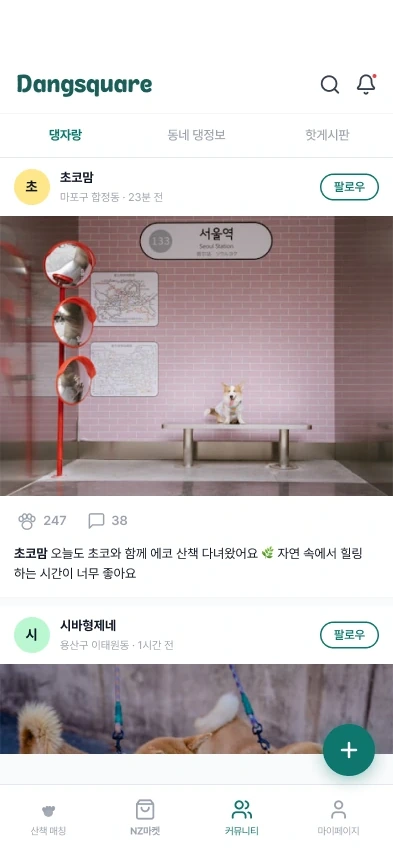 Dangsquare
댕자랑
동네 댕정보
핫게시판
초
초코맘
마포구 합정동 · 23분 전
팔로우
133
서울역
Seoul Station
247
38
초코맘 오늘도 초코와 함께 에코 산책 다녀왔어요 🌿 자연 속에서 힐링
하는 시간이 너무 좋아요
시
시바형제네
용산구 이태원동 · 1시간 전
팔로우
산책 매칭
NZ마켓
커뮤니티
마이페이지